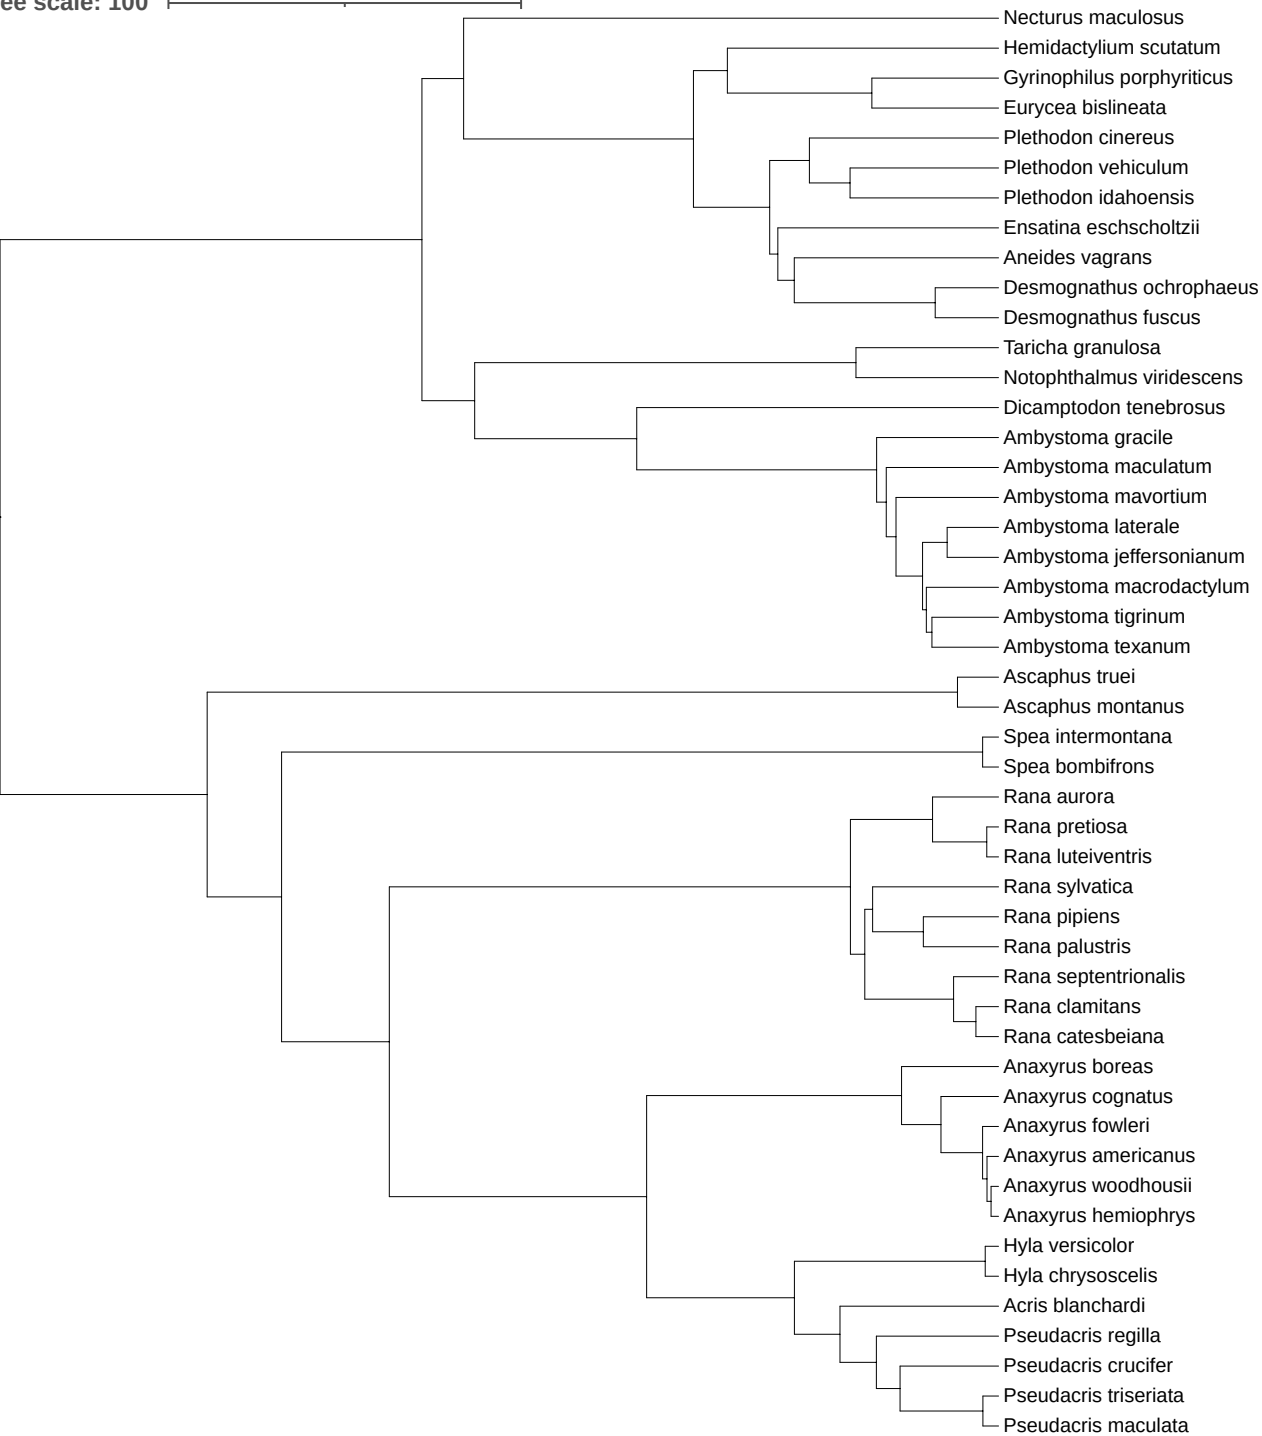 ee scale: 100
Necturus maculosus
Hemidactylium scutatum
Gyrinophilus porphyriticus
Eurycea bislineata
Plethodon cinereus
Plethodon vehiculum
Plethodon idahoensis
Ensatina eschscholtzii
Aneides vagrans
Desmognathus ochrophaeus
Desmognathus fuscus
Taricha granulosa
Notophthalmus viridescens
Dicamptodon tenebrosus
Ambystoma gracile
Ambystoma maculatum
Ambystoma mavortium
Ambystoma laterale
Ambystoma jeffersonianum
Ambystoma macrodactylum
Ambystoma tigrinum
Ambystoma texanum
Ascaphus truei
Ascaphus montanus
Spea intermontana
Spea bombifrons
Rana aurora
Rana pretiosa
Rana luteiventris
Rana sylvatica
Rana pipiens
Rana palustris
Rana septentrionalis
Rana clamitans
Rana catesbeiana
Anaxyrus boreas
Anaxyrus cognatus
Anaxyrus fowleri
Anaxyrus americanus
Anaxyrus woodhousii
Anaxyrus hemiophrys
Hyla versicolor
Hyla chrysoscelis
Acris blanchardi
Pseudacris regilla
Pseudacris crucifer
Pseudacris triseriata
Pseudacris maculata